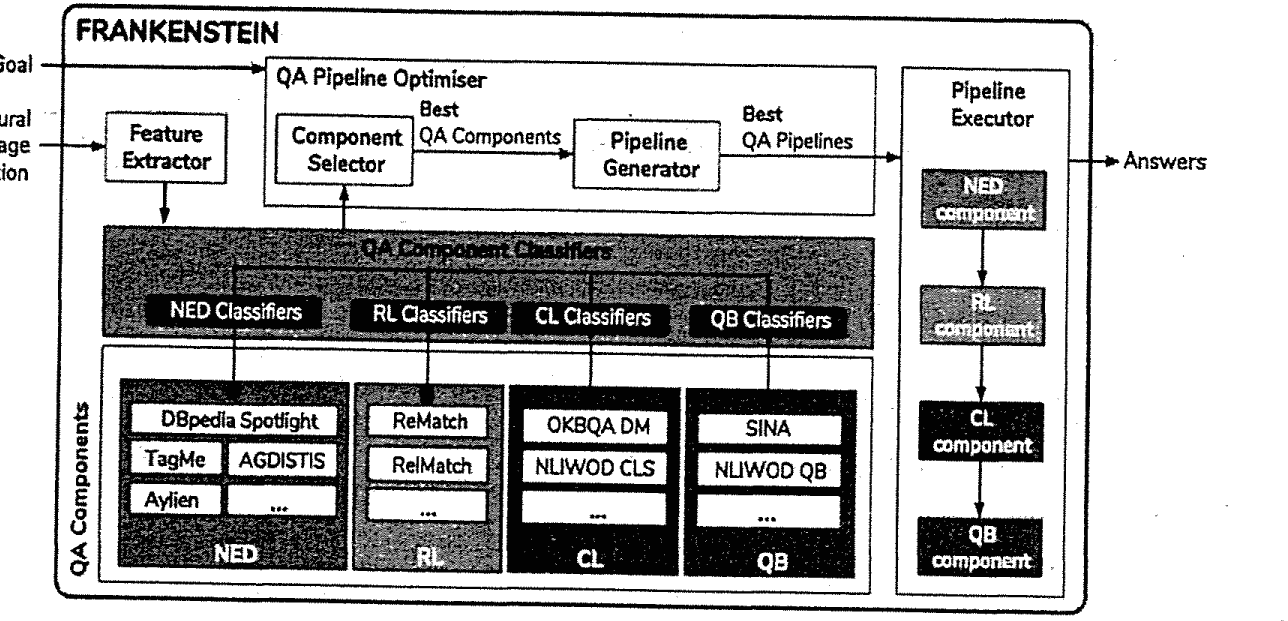 FRANKENSTEIN
Goal
QA Pipeline Optimiser
Pipeline
Executor
Best
QA Components
Best
QA Pipelines
Feature
Extractor
Component
Selector
Pipeline
Generator
Answers
NED
component
QA Component Classifiers
NED Classifiers
RL Classifiers
CL Classifiers
QB Classifiers
RL
component
QA Components
DBpedia Spotlight
TagMe
AGDISTIS
Aylien
...
NED
ReMatch
RelMatch
...
RL
OKBQA DM
NLIWOD CLS
...
CL
SINA
NLIWOD QB
...
QB
CL
component
QB
component